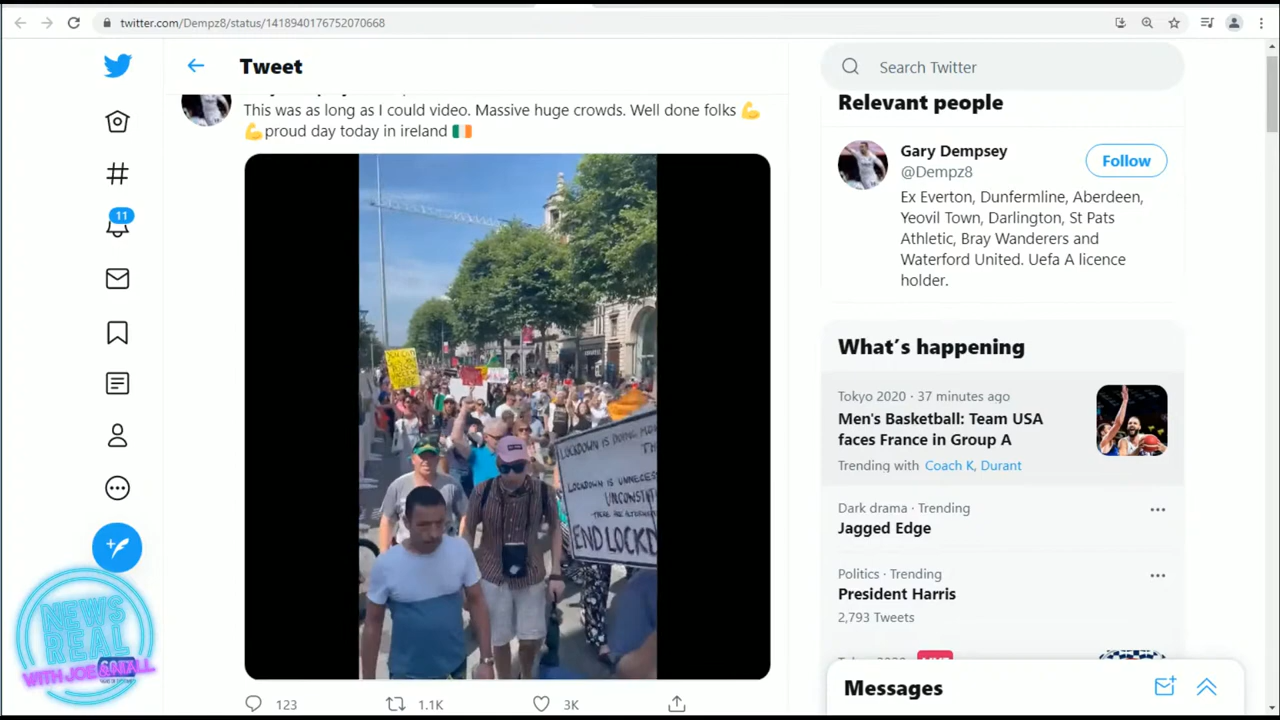 twitter.com/Dempz8/status/1418940176752070668
Tweet
Search Twitter
This was as long as I could video. Massive huge crowds. Well done folks 💪
💪proud day today in ireland 🇮🇪
Relevant people
Gary Dempsey
@Dempz8
Follow
Ex Everton, Dunfermline, Aberdeen,
Yeovil Town, Darlington, St Pats
Athletic, Bray Wanderers and
Waterford United. Uefa A licence
holder.
11
What's happening
Tokyo 2020 · 37 minutes ago
Men's Basketball: Team USA
faces France in Group A
Trending with Coach K, Durant
Dark drama · Trending
Jagged Edge
Politics · Trending
President Harris
2,793 Tweets
LOCKDOWN IS DOING
LOCKDOWN IS
END LOCKD
NEWS
REAL
WITH JOE & NIALL
Messages
123
1.1K
3K